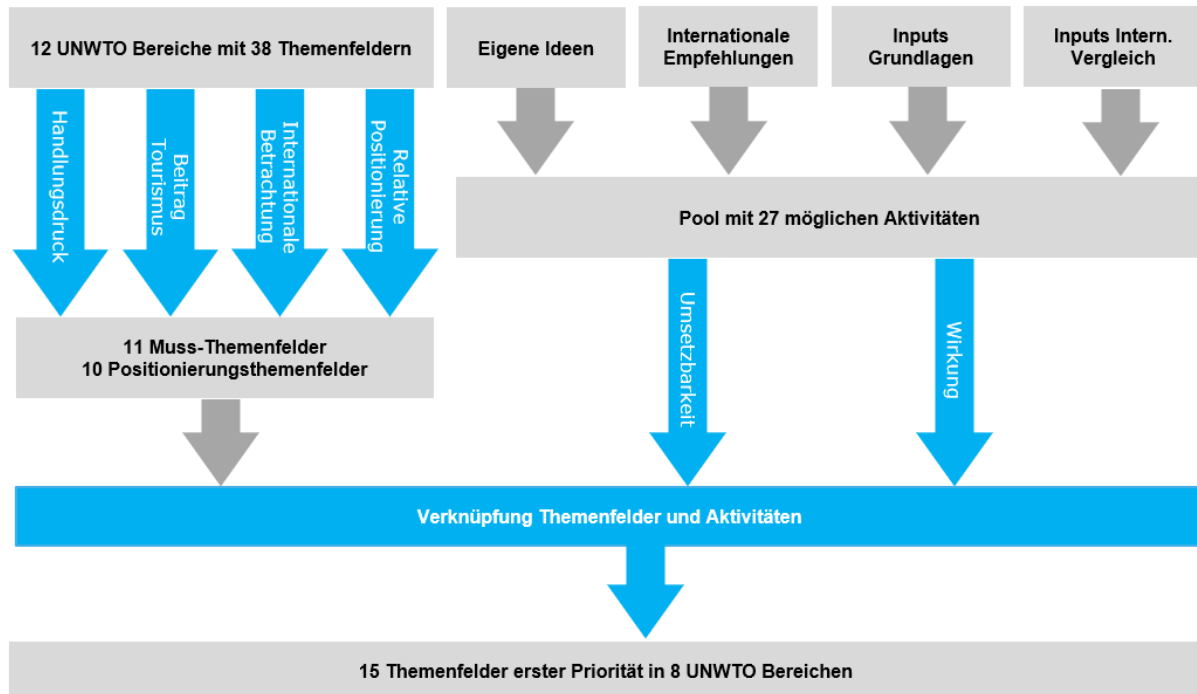 12 UNWTO Bereiche mit 38 Themenfeldern
Eigene Ideen
Internationale
Empfehlungen
Inputs
Grundlagen
Inputs Intern.
Vergleich
Handlungsdruck
Beitrag
Tourismus
Internationale
Betrachtung
Relative
Positionierung
Pool mit 27 möglichen Aktivitäten
11 Muss-Themenfelder
10 Positionierungsthemenfelder
Umsetzbarkeit
Wirkung
Verknüpfung Themenfelder und Aktivitäten
15 Themenfelder erster Priorität in 8 UNWTO Bereichen